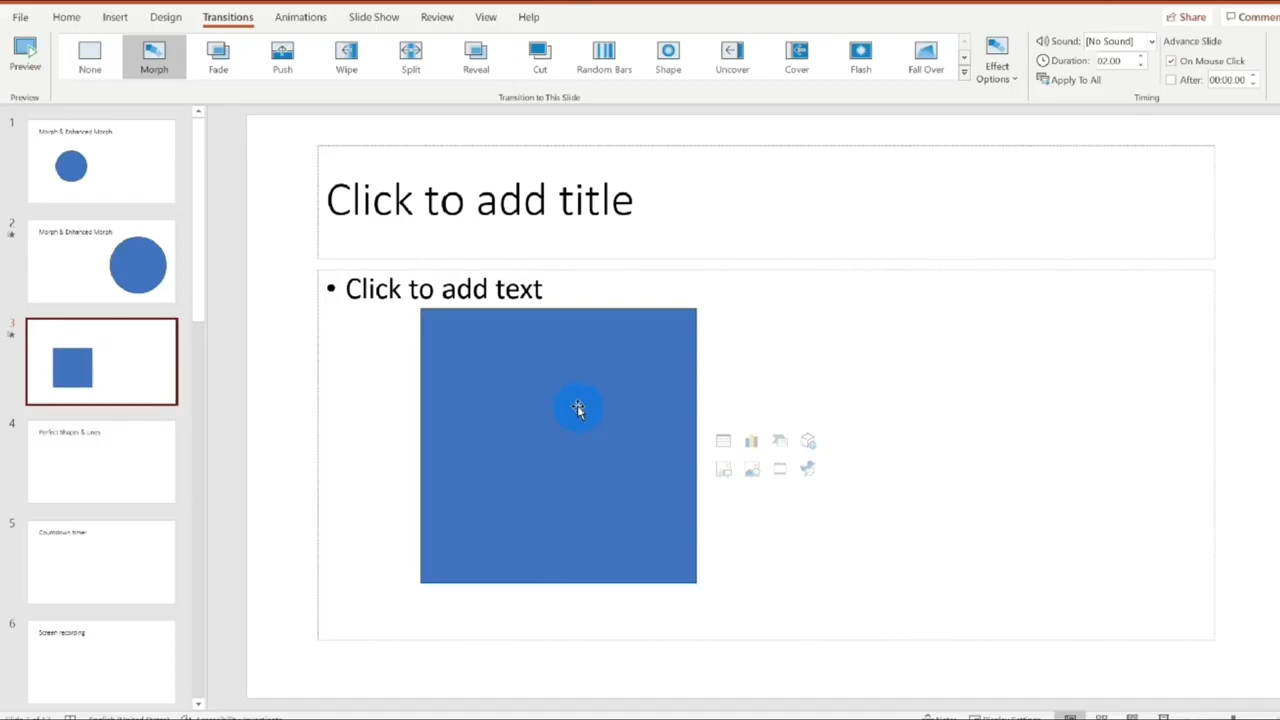 File Home Insert Design Transitions Animations Slide Show Review View Help Share
Preview None Morph Fade Push Wipe Split Reveal Cut Random Bars Shape Uncover Cover Flash Fall Over Effect Options
Sound: [No Sound] Advance Slide
Duration: 02.00 On Mouse Click
Apply To All After: 00:00.00
Preview Transition to This Slide Timing
1 Morph & Enhanced Morph
2 Morph & Enhanced Morph
3
4 Perfect Shapes & Lines
5 Countdown timer
6 Screen recording
Click to add title
• Click to add text